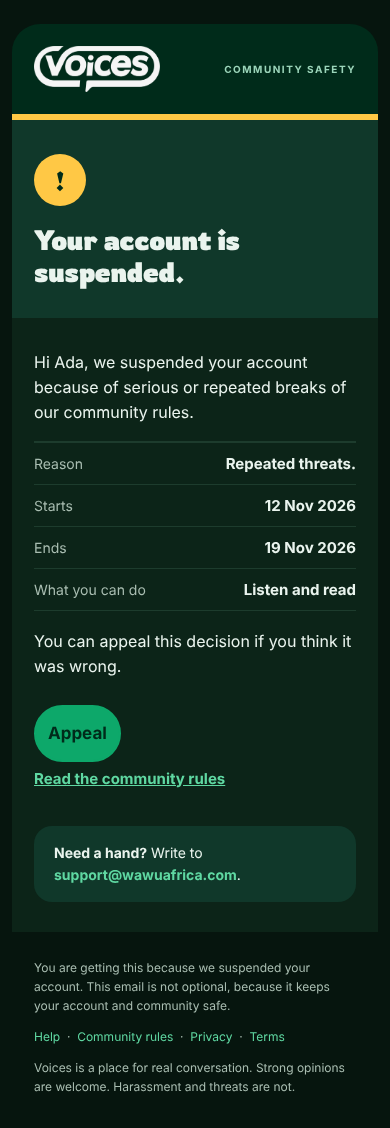 Voices
COMMUNITY SAFETY
!
Your account is
suspended.
Hi Ada, we suspended your account
because of serious or repeated breaks of
our community rules.
Reason Repeated threats.
Starts 12 Nov 2026
Ends 19 Nov 2026
What you can do Listen and read
You can appeal this decision if you think it
was wrong.
Appeal
Read the community rules
Need a hand? Write to
support@wawuafrica.com.
You are getting this because we suspended your
account. This email is not optional, because it keeps
your account and community safe.
Help · Community rules · Privacy · Terms
Voices is a place for real conversation. Strong opinions
are welcome. Harassment and threats are not.